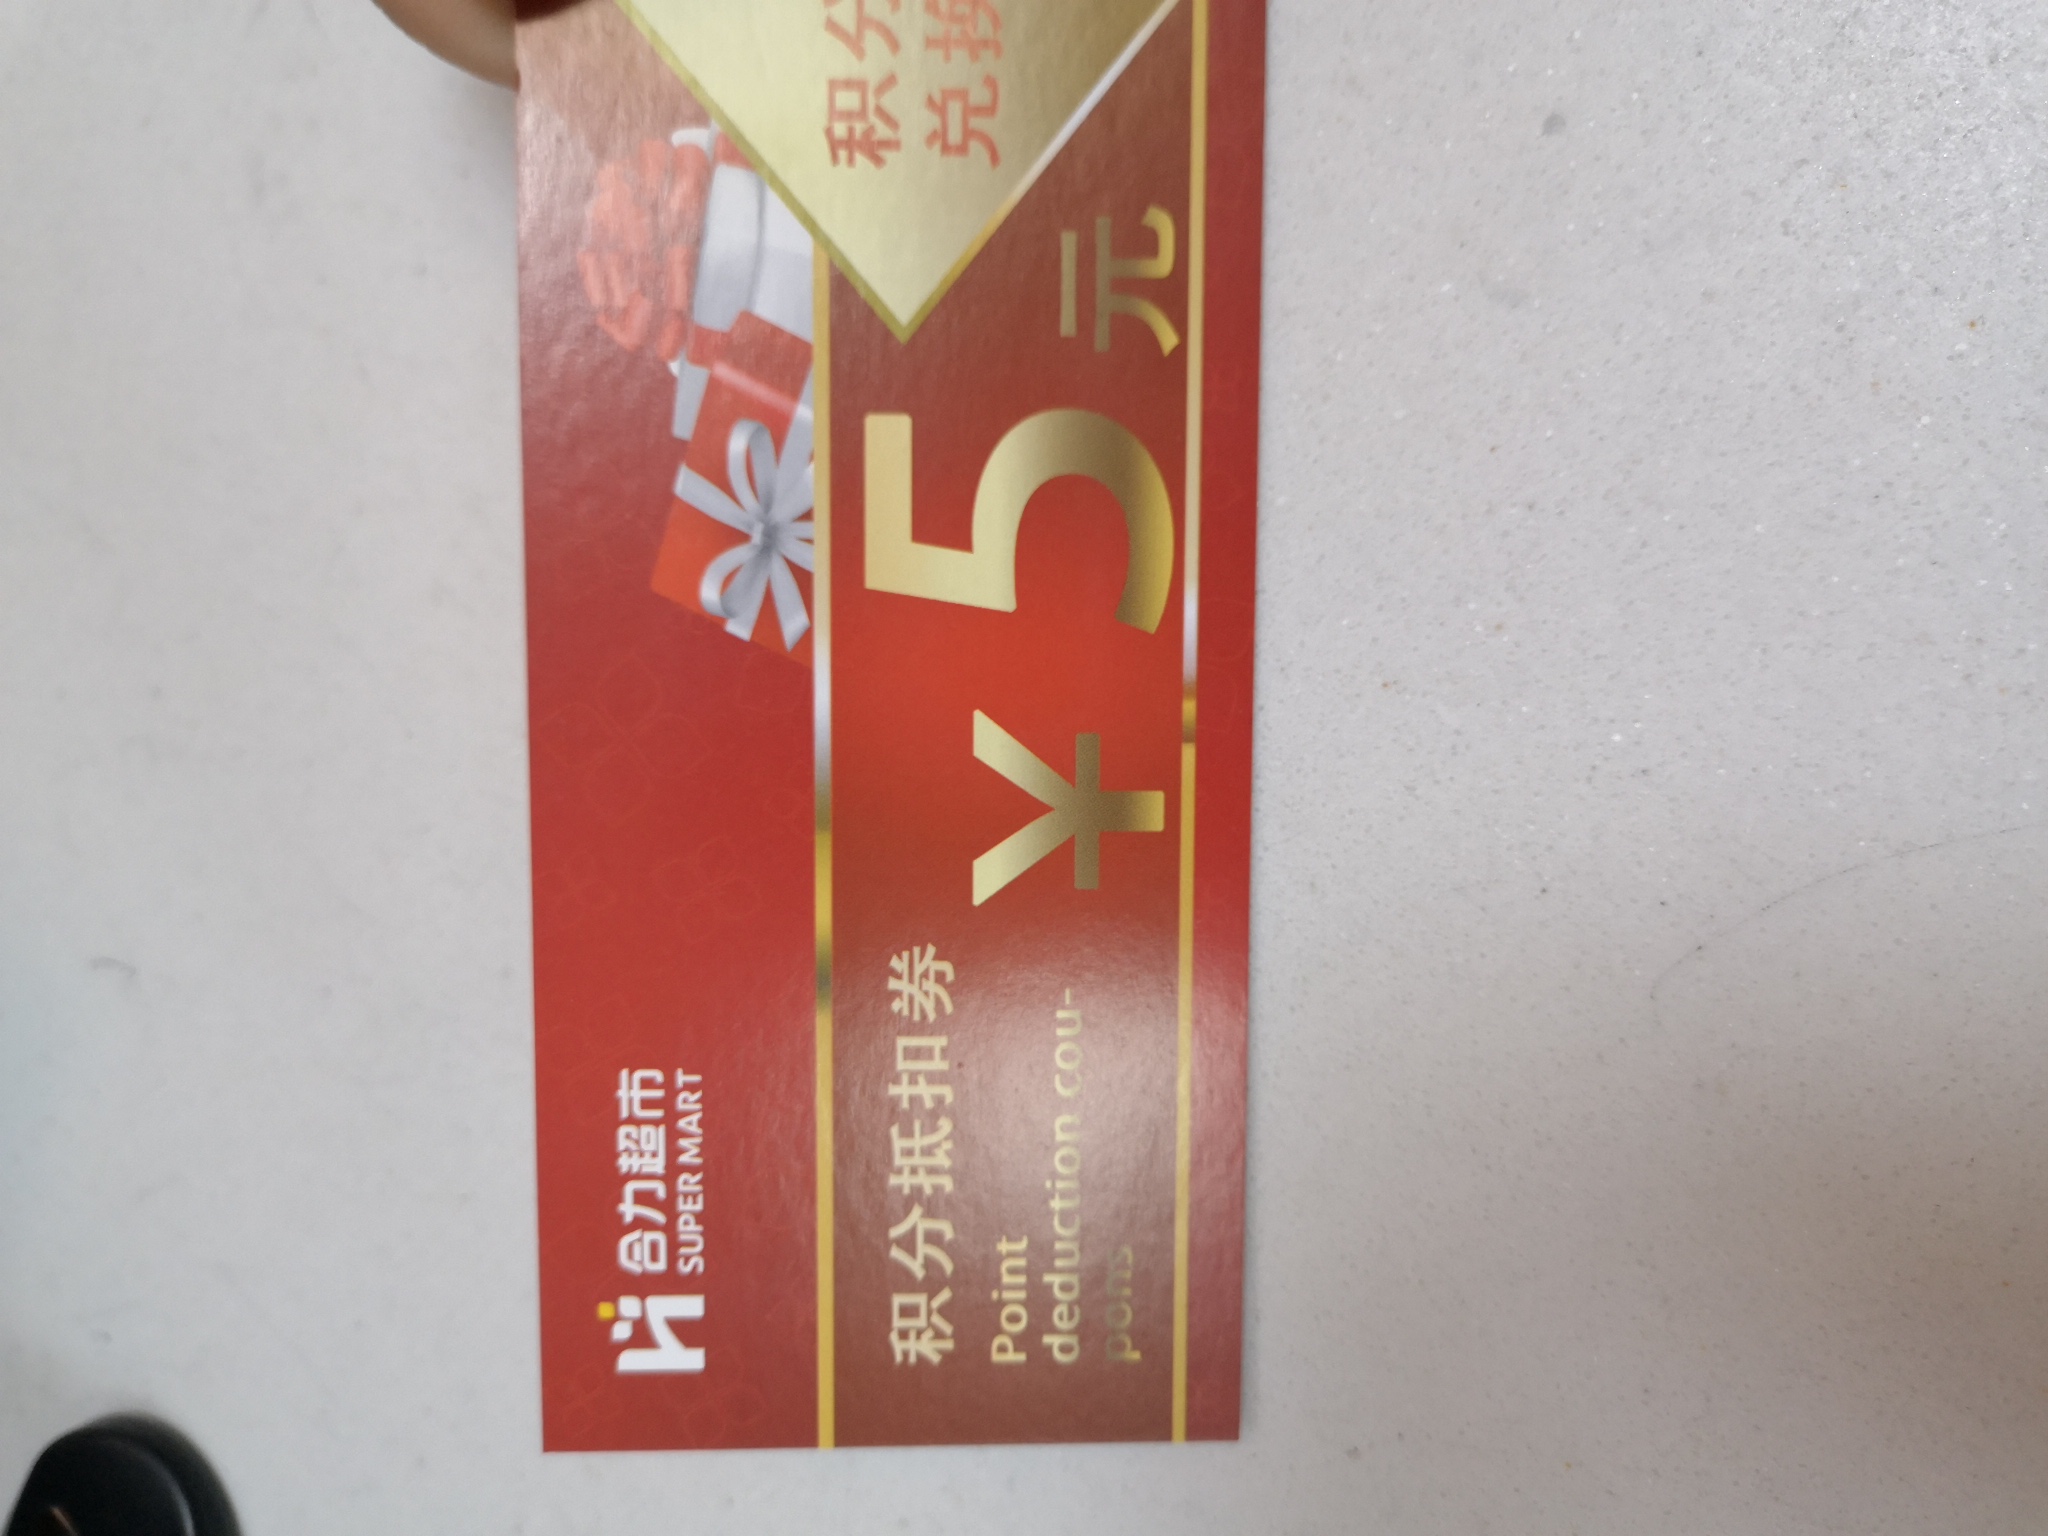 合力超市
SUPER MART
积分抵扣券
Point
deduction cou-
pons
¥5元
积分
兑换